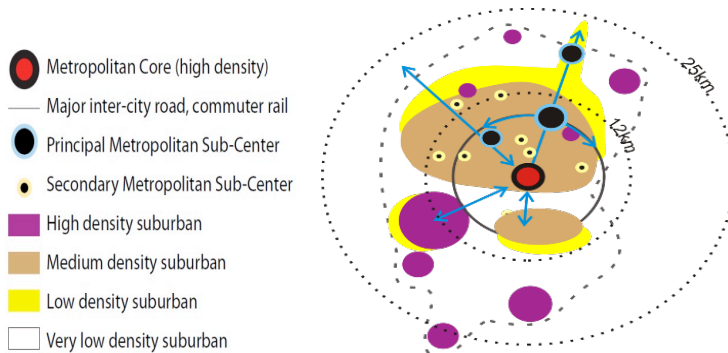 Metropolitan Core (high density)
Major inter-city road, commuter rail
Principal Metropolitan Sub-Center
Secondary Metropolitan Sub-Center
High density suburban
Medium density suburban
Low density suburban
Very low density suburban
25km
12km